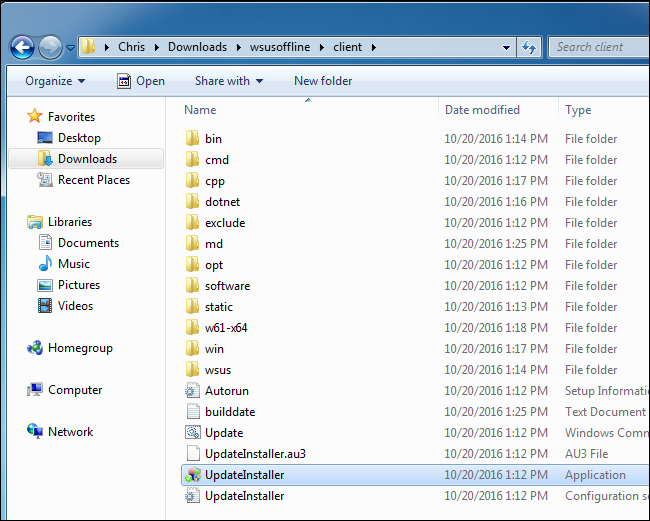 Chris Downloads wsusoffline client Search client
Organize Open Share with New folder
Favorites
Desktop
Downloads
Recent Places
Libraries
Documents
Music
Pictures
Videos
Homegroup
Computer
Network
Name Date modified Type
bin 10/20/2016 1:14 PM File folder
cmd 10/20/2016 1:12 PM File folder
cpp 10/20/2016 1:17 PM File folder
dotnet 10/20/2016 1:16 PM File folder
exclude 10/20/2016 1:12 PM File folder
md 10/20/2016 1:25 PM File folder
opt 10/20/2016 1:12 PM File folder
software 10/20/2016 1:12 PM File folder
static 10/20/2016 1:13 PM File folder
w61-x64 10/20/2016 1:18 PM File folder
win 10/20/2016 1:17 PM File folder
wsus 10/20/2016 1:14 PM File folder
Autorun 10/20/2016 1:12 PM Setup Informatio
builddate 10/20/2016 1:25 PM Text Document
Update 10/20/2016 1:12 PM Windows Comm
UpdateInstaller.au3 10/20/2016 1:12 PM AU3 File
UpdateInstaller 10/20/2016 1:12 PM Application
UpdateInstaller 10/20/2016 1:12 PM Configuration se